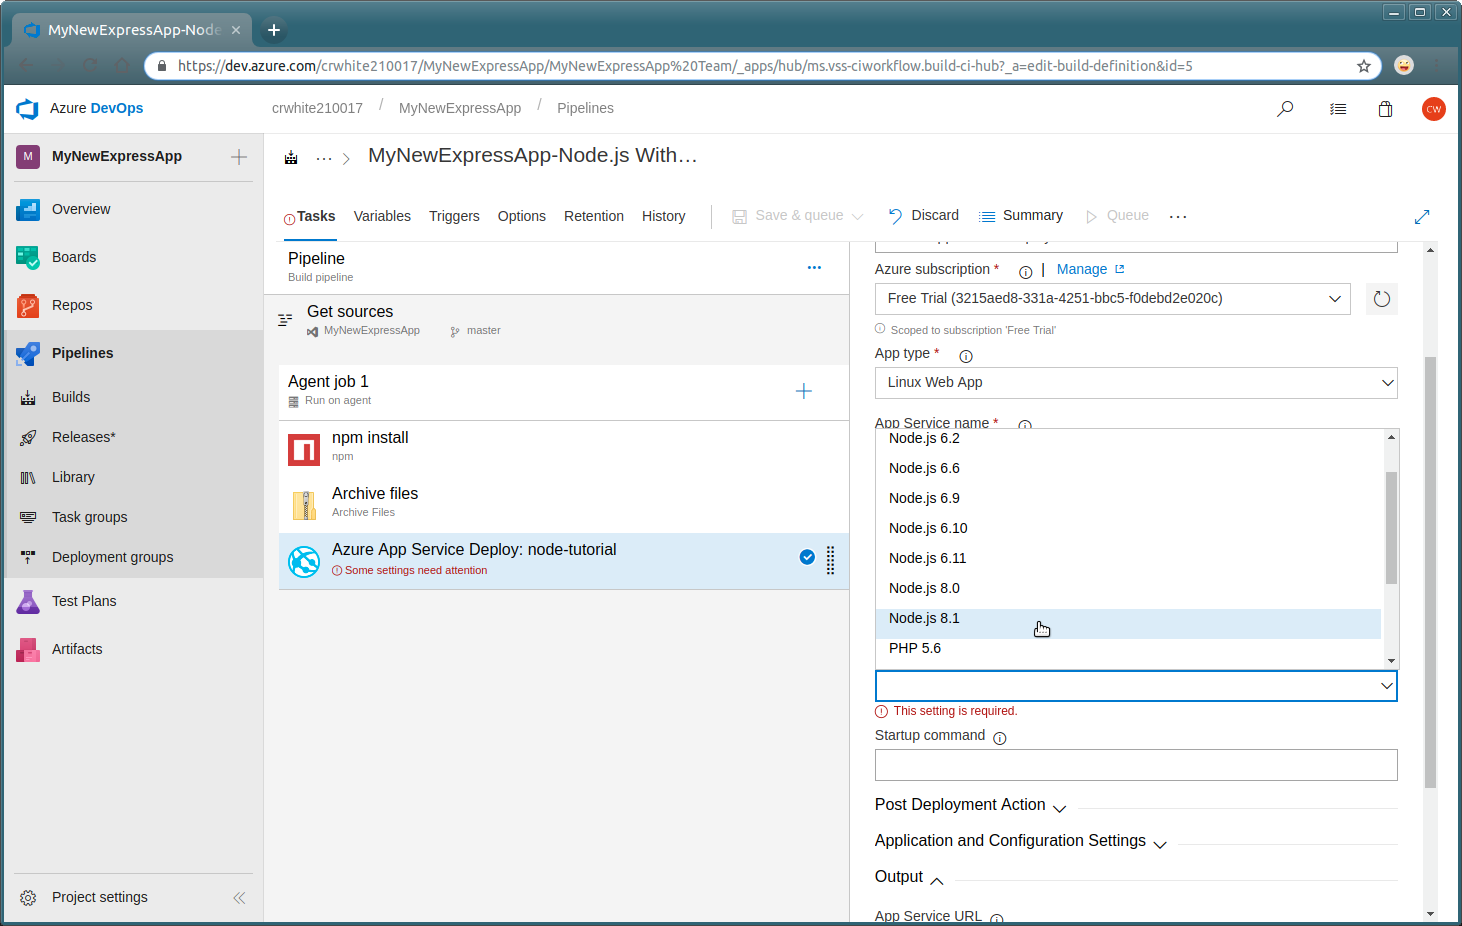 MyNewExpressApp-Node
https://dev.azure.com/crwhite210017/MyNewExpressApp/MyNewExpressApp%20Team/_apps/hub/ms.vss-ciworkflow.build-ci-hub?_a=edit-build-definition&id=5
Azure DevOps
crwhite210017 / MyNewExpressApp / Pipelines
CW
M MyNewExpressApp
Overview
Boards
Repos
Pipelines
Builds
Releases*
Library
Task groups
Deployment groups
Test Plans
Artifacts
Project settings
... > MyNewExpressApp-Node.js With...
Tasks Variables Triggers Options Retention History Save & queue Discard Summary Queue ...
Pipeline
Build pipeline
Get sources
MyNewExpressApp master
Agent job 1
Run on agent
npm install
npm
Archive files
Archive Files
Azure App Service Deploy: node-tutorial
Some settings need attention
Azure subscription * | Manage
Free Trial (3215aed8-331a-4251-bbc5-f0debd2e020c)
Scoped to subscription 'Free Trial'
App type *
Linux Web App
App Service name *
Node.js 6.2
Node.js 6.6
Node.js 6.9
Node.js 6.10
Node.js 6.11
Node.js 8.0
Node.js 8.1
PHP 5.6
This setting is required.
Startup command
Post Deployment Action
Application and Configuration Settings
Output
App Service URL